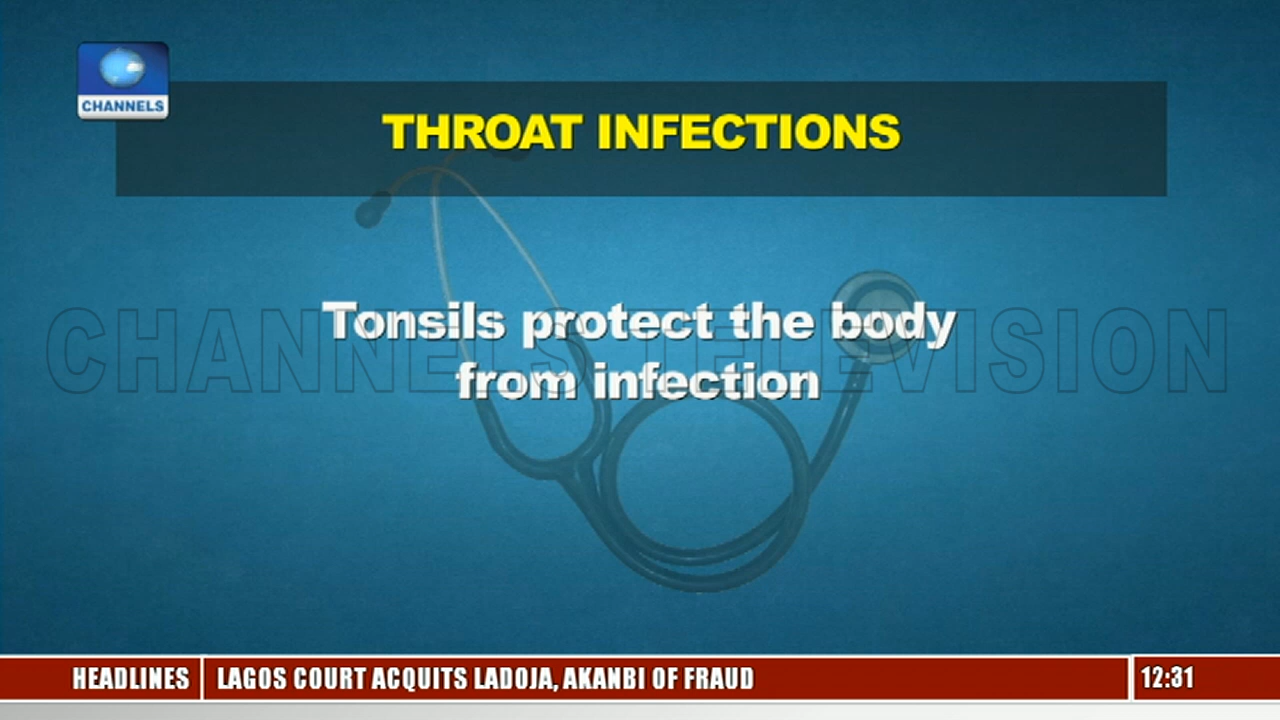 CHANNELS
THROAT INFECTIONS
CHANNELS TELEVISION
Tonsils protect the body
from infection
HEADLINES
LAGOS COURT ACQUITS LADOJA, AKANBI OF FRAUD
12:31